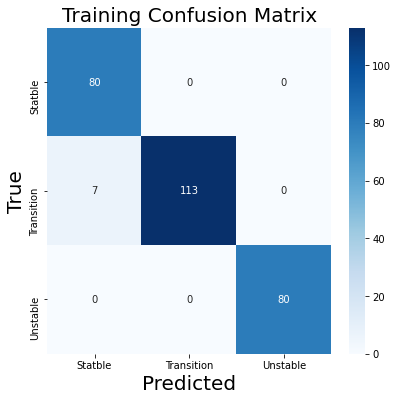 Training Confusion Matrix
True
Statble
Transition
Unstable
80 0 0
7 113 0
0 0 80
Statble Transition Unstable
Predicted
100
80
60
40
20
0